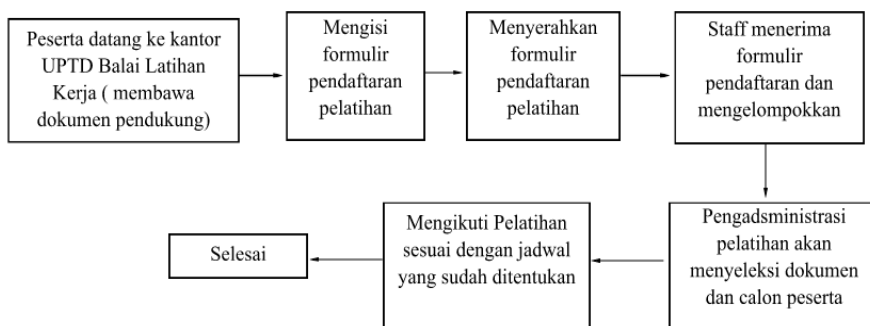 Peserta datang ke kantor
UPTD Balai Latihan
Kerja ( membawa
dokumen pendukung)
Mengisi
formulir
pendaftaran
pelatihan
Menyerahkan
formulir
pendaftaran
pelatihan
Staff menerima
formulir
pendaftaran dan
mengelompokkan
Pengadsministrasi
pelatihan akan
menyeleksi dokumen
dan calon peserta
Mengikuti Pelatihan
sesuai dengan jadwal
yang sudah ditentukan
Selesai